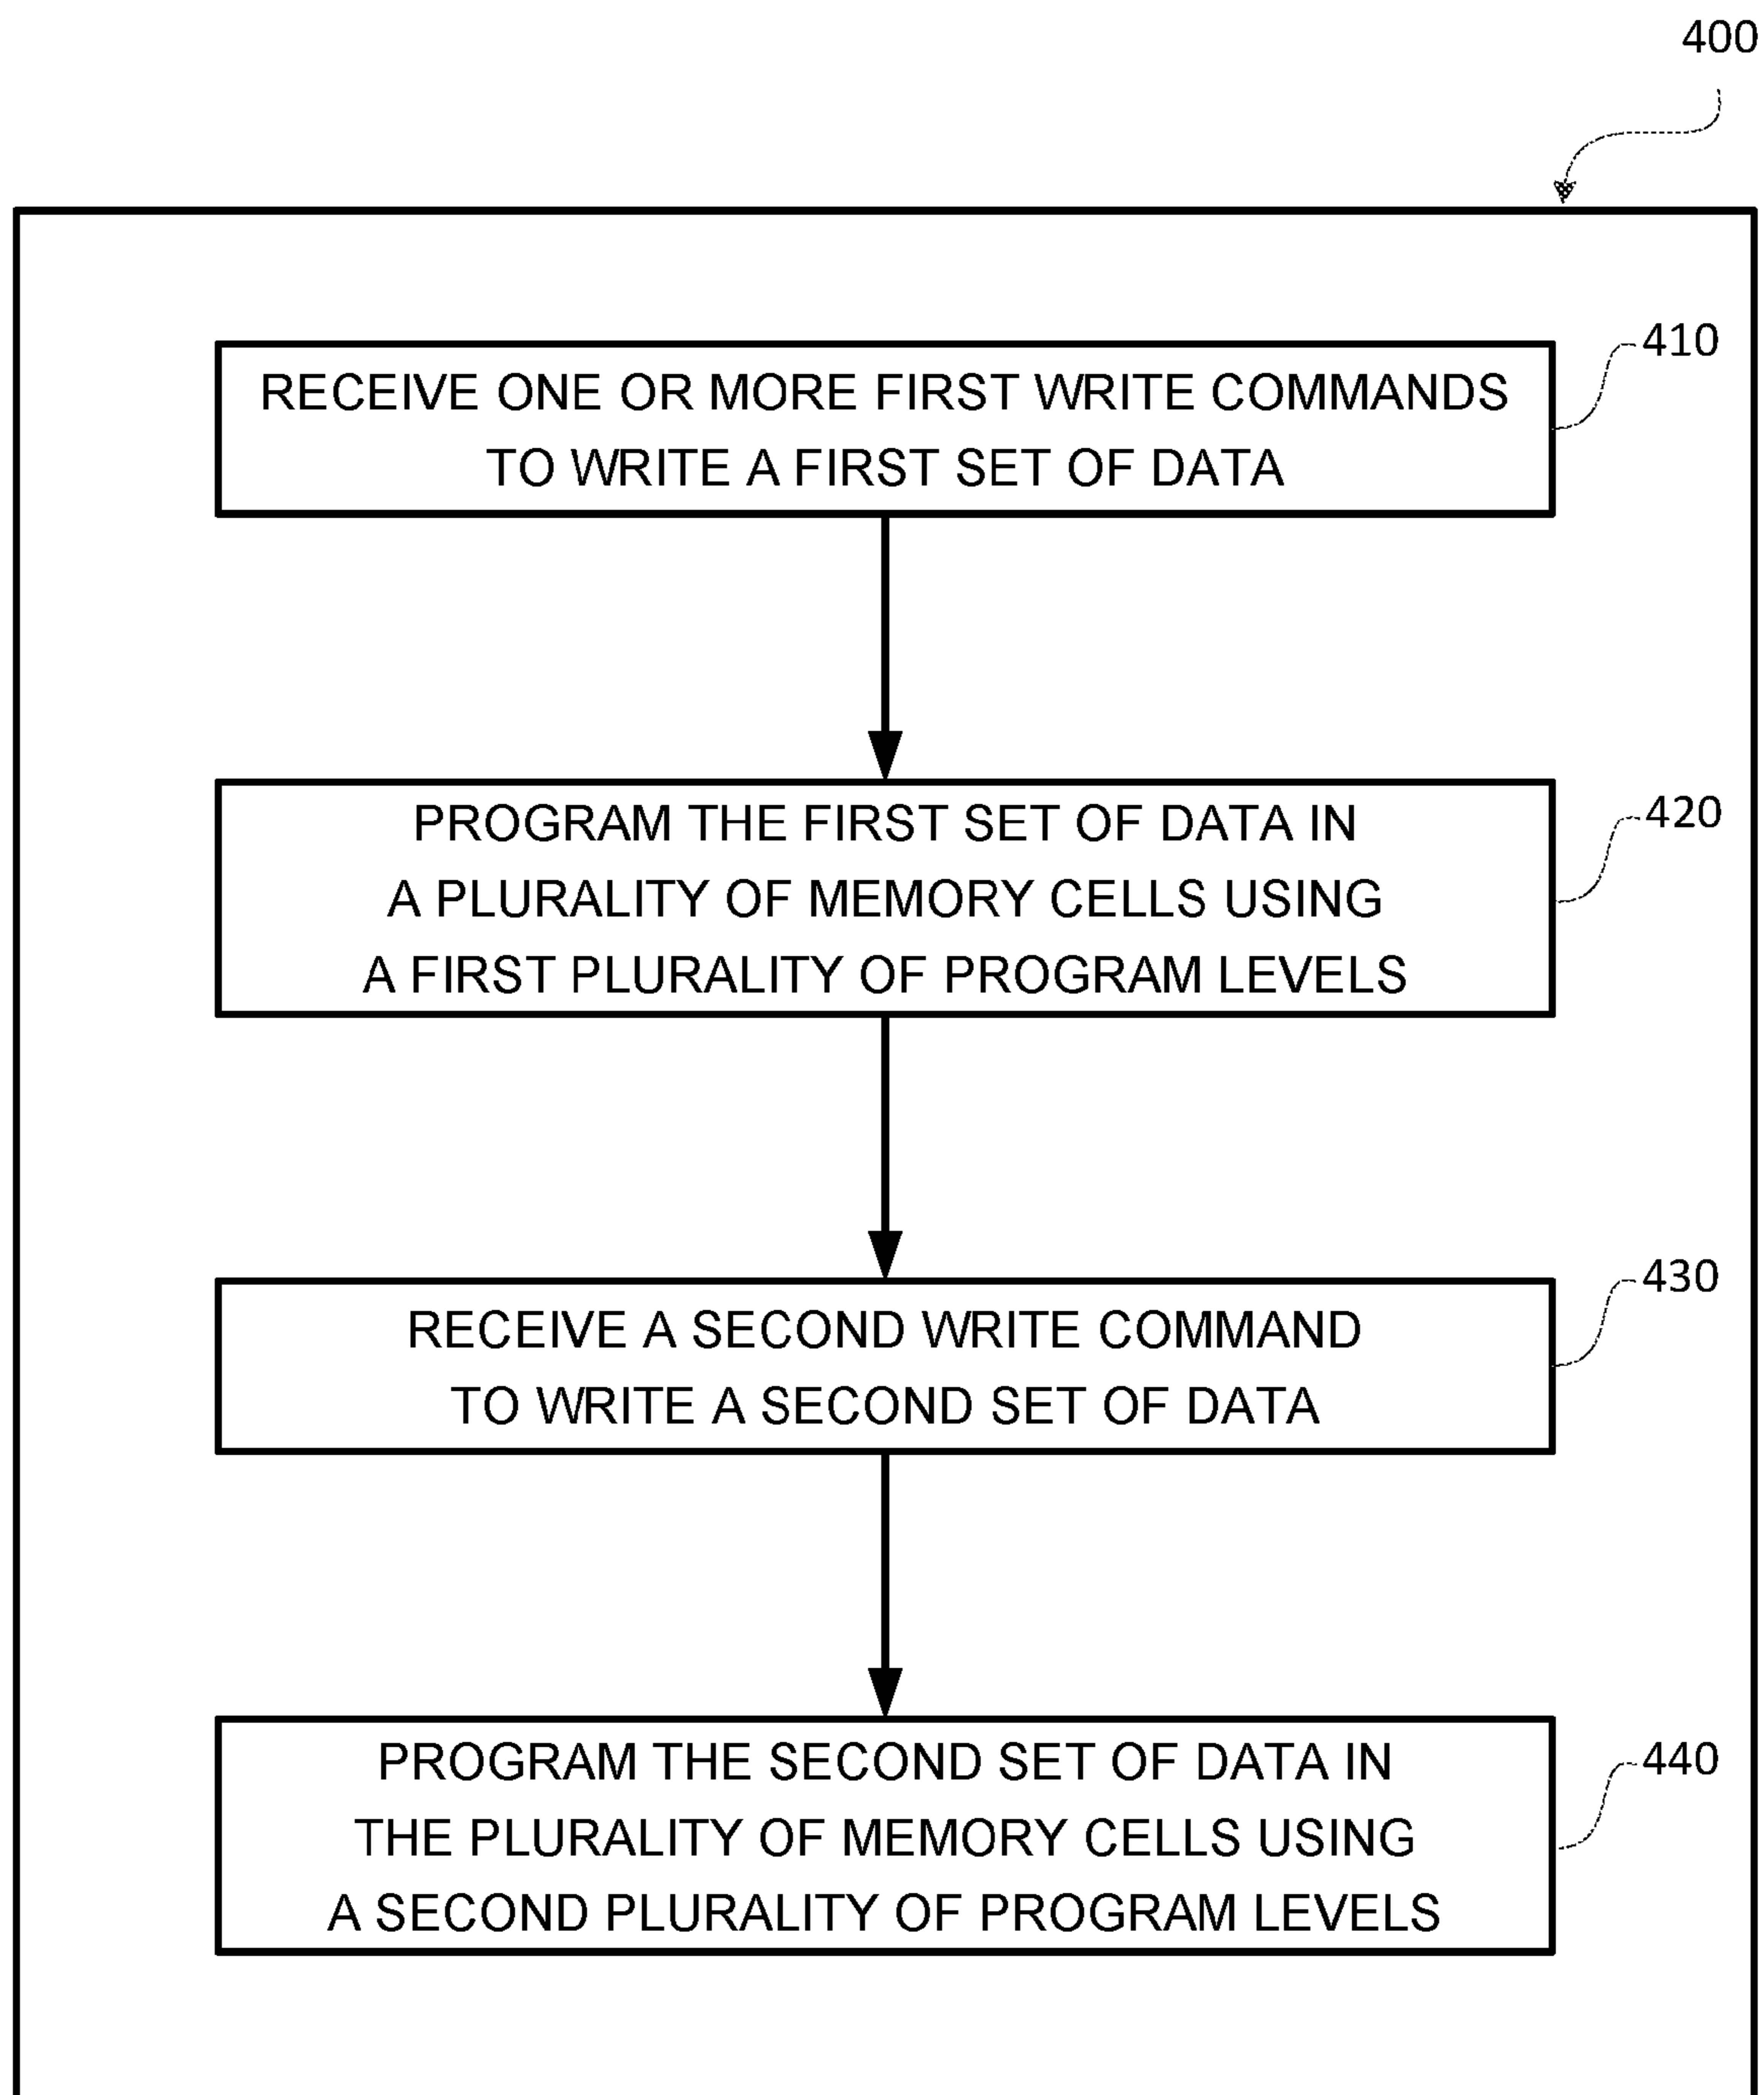 400
RECEIVE ONE OR MORE FIRST WRITE COMMANDS
TO WRITE A FIRST SET OF DATA
410
PROGRAM THE FIRST SET OF DATA IN
A PLURALITY OF MEMORY CELLS USING
A FIRST PLURALITY OF PROGRAM LEVELS
420
RECEIVE A SECOND WRITE COMMAND
TO WRITE A SECOND SET OF DATA
430
PROGRAM THE SECOND SET OF DATA IN
THE PLURALITY OF MEMORY CELLS USING
A SECOND PLURALITY OF PROGRAM LEVELS
440